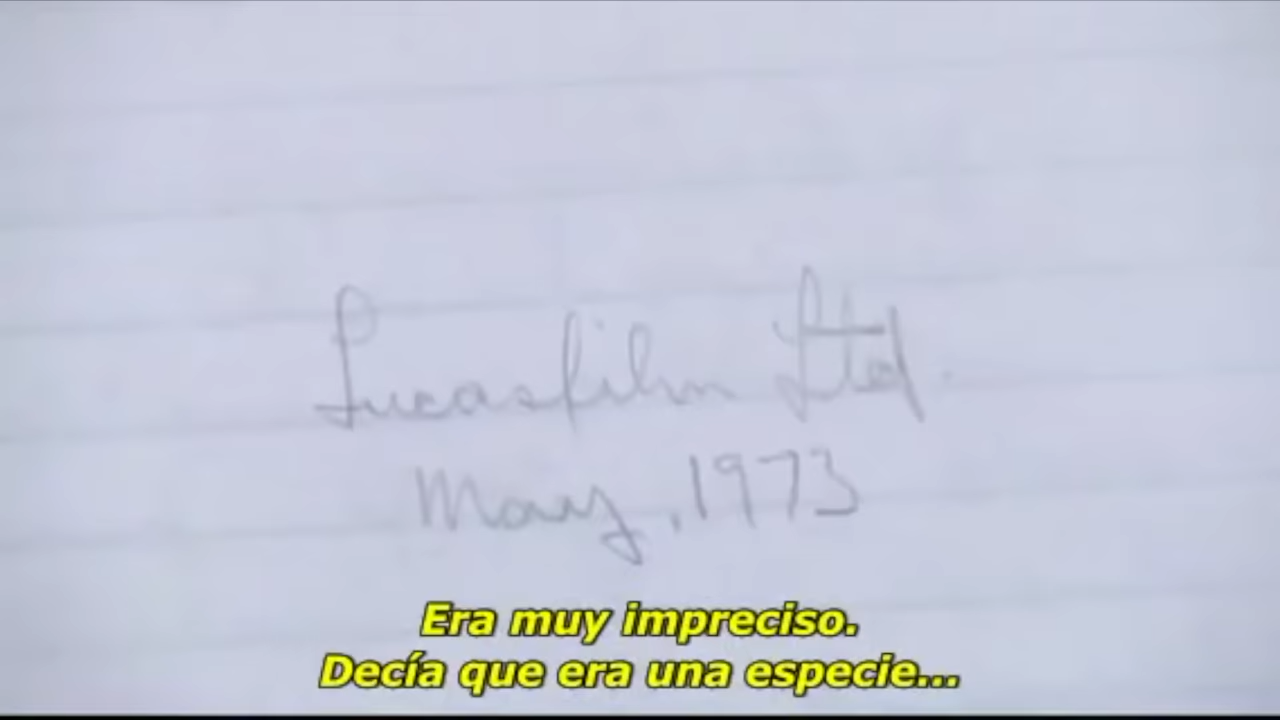 Lucasfilm Ltd.
May, 1973
Era muy impreciso.
Decía que era una especie...